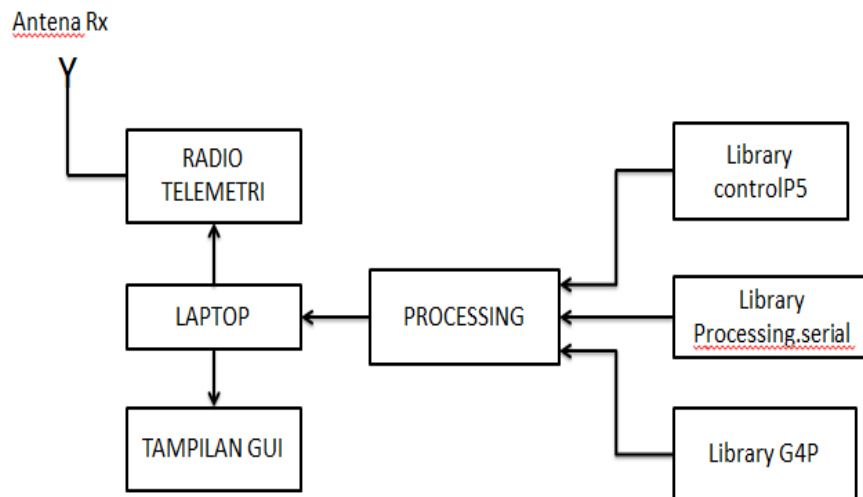 Antena Rx
RADIO
TELEMETRI
Library
controlP5
LAPTOP
PROCESSING
Library
Processing.serial
TAMPILAN GUI
Library G4P